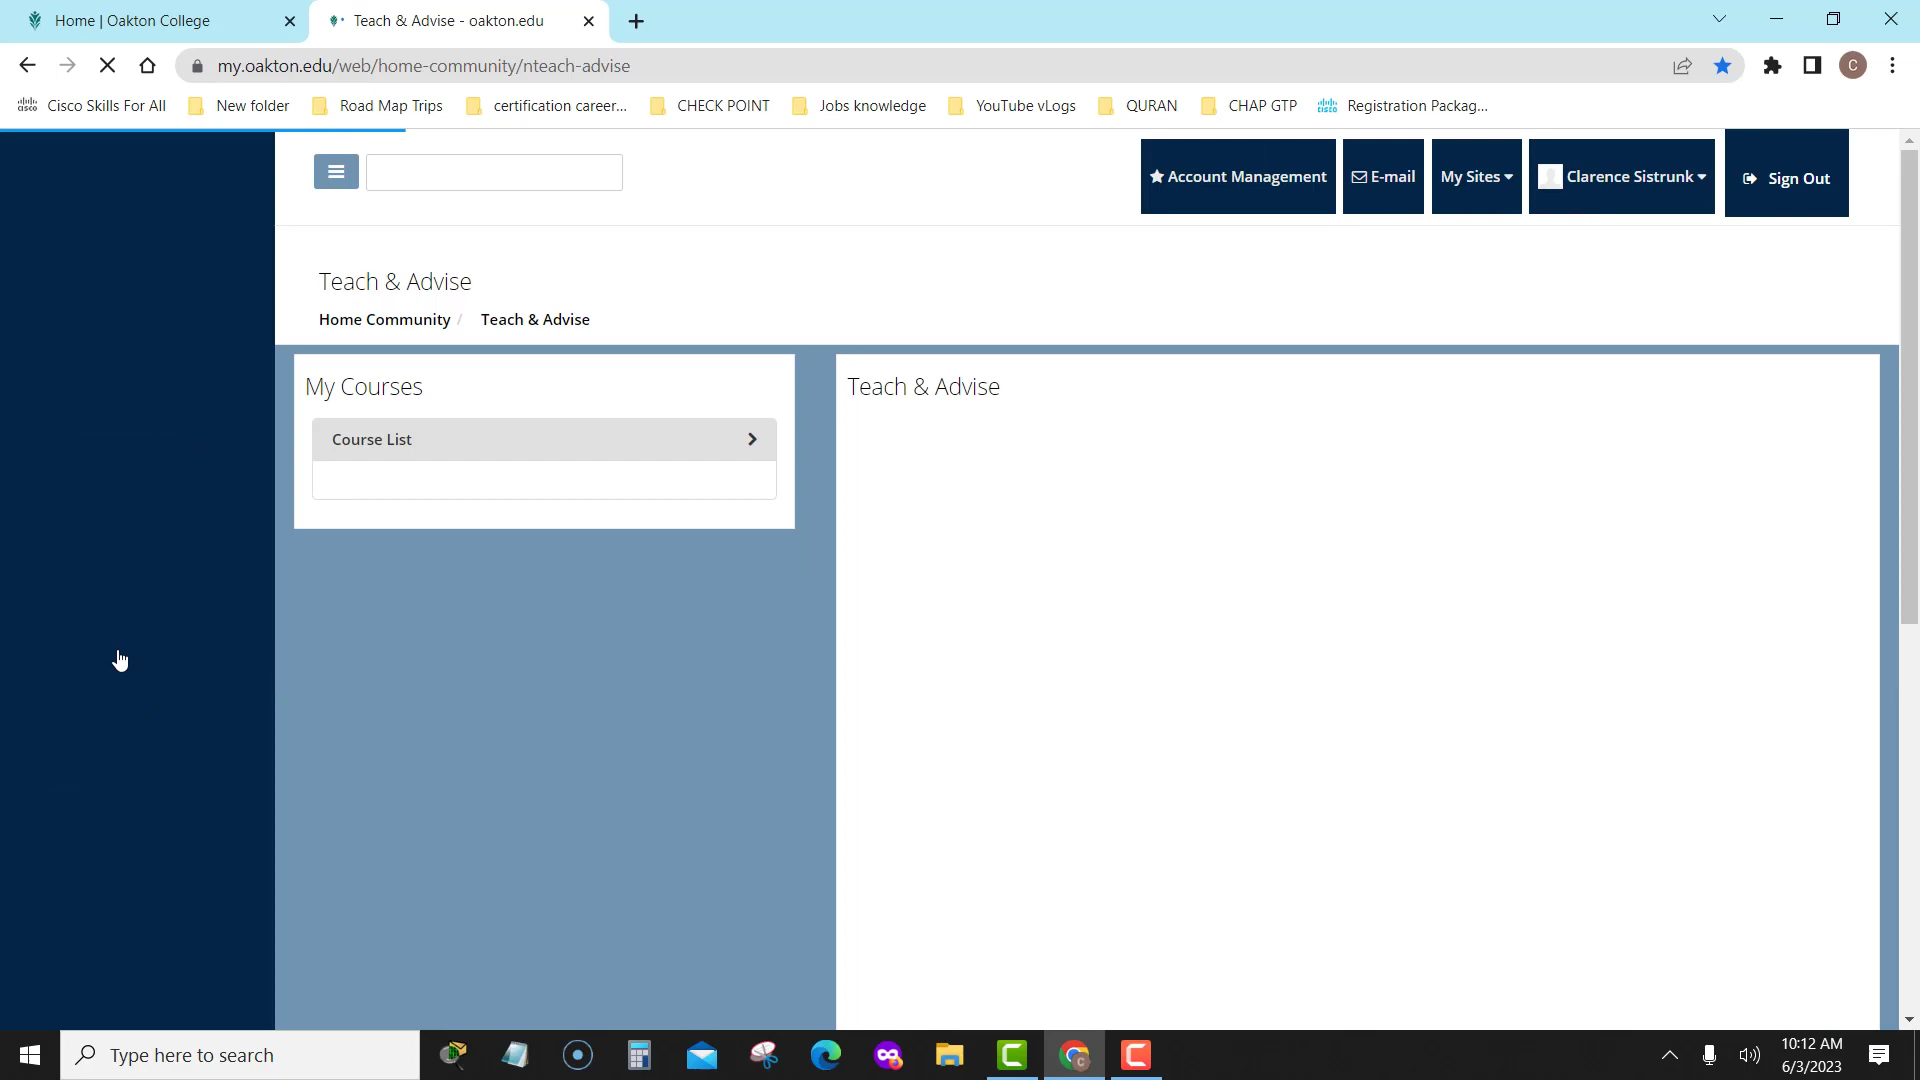 Home | Oakton College
Teach & Advise - oakton.edu
my.oakton.edu/web/home-community/nteach-advise
C
Cisco Skills For All
New folder
Road Map Trips
certification career...
CHECK POINT
Jobs knowledge
YouTube vLogs
QURAN
CHAP GTP
Registration Packag...
Account Management
E-mail
My Sites
Clarence Sistrunk
Sign Out
Teach & Advise
Home Community / Teach & Advise
My Courses
Course List
Teach & Advise
Type here to search
10:12 AM
6/3/2023